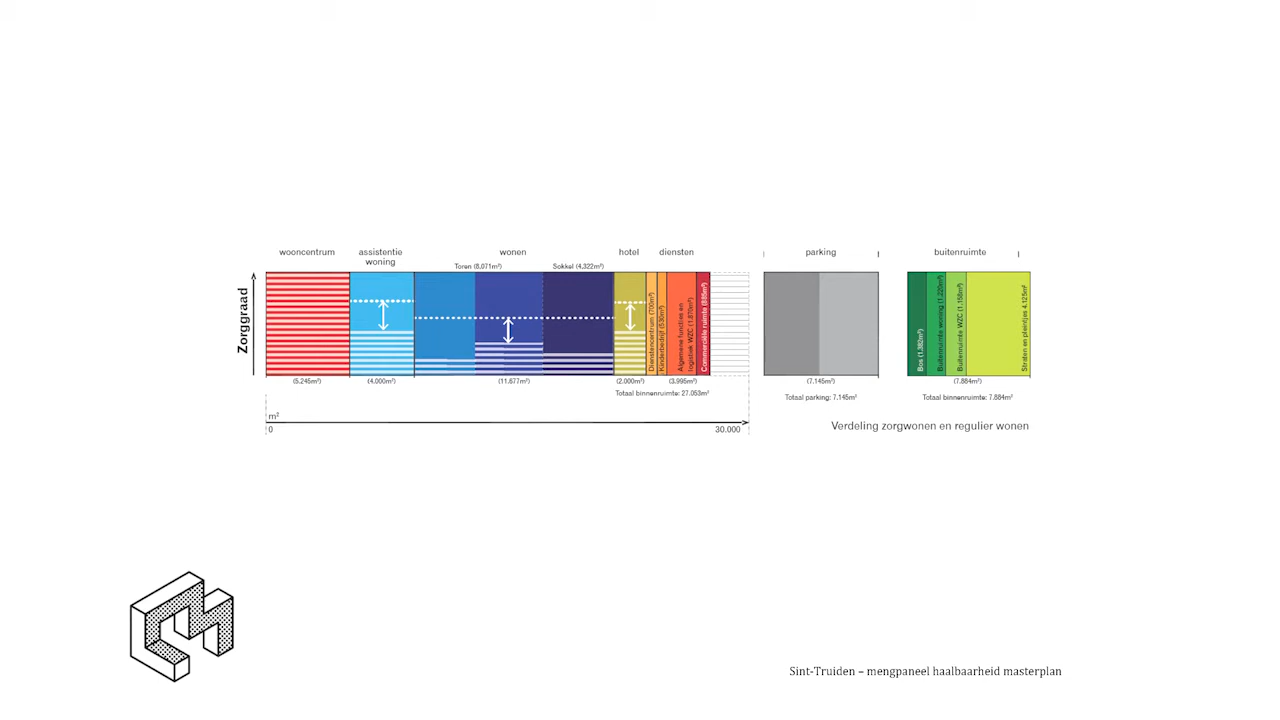 wooncentrum
assistentie
woning
wonen
hotel
diensten
parking
buitenruimte
Toren (8.071m²)
Sokkel (4.322m²)
Zorggraad
Dienstencentrum (700m²)
Kinderbedrijf (530m²)
Algemene functies en
logistiek WZC (1.870m²)
Commerciële ruimte (885m²)
Bos (1.382m²)
Buitenruimte woning (1.220m²)
Buitenruimte WZC (1.158m²)
Straten en pleintjes 4.125m²
(5.245m²)
(4.000m²)
(11.677m²)
(2.000m²)
(3.995m²)
(7.145m²)
(7.884m²)
Totaal binnenruimte: 27.053m²
Totaal parking: 7.145m²
Totaal binnenruimte: 7.884m²
m²
0
30.000
Verdeling zorgwonen en regulier wonen
Sint-Truiden – mengpaneel haalbaarheid masterplan